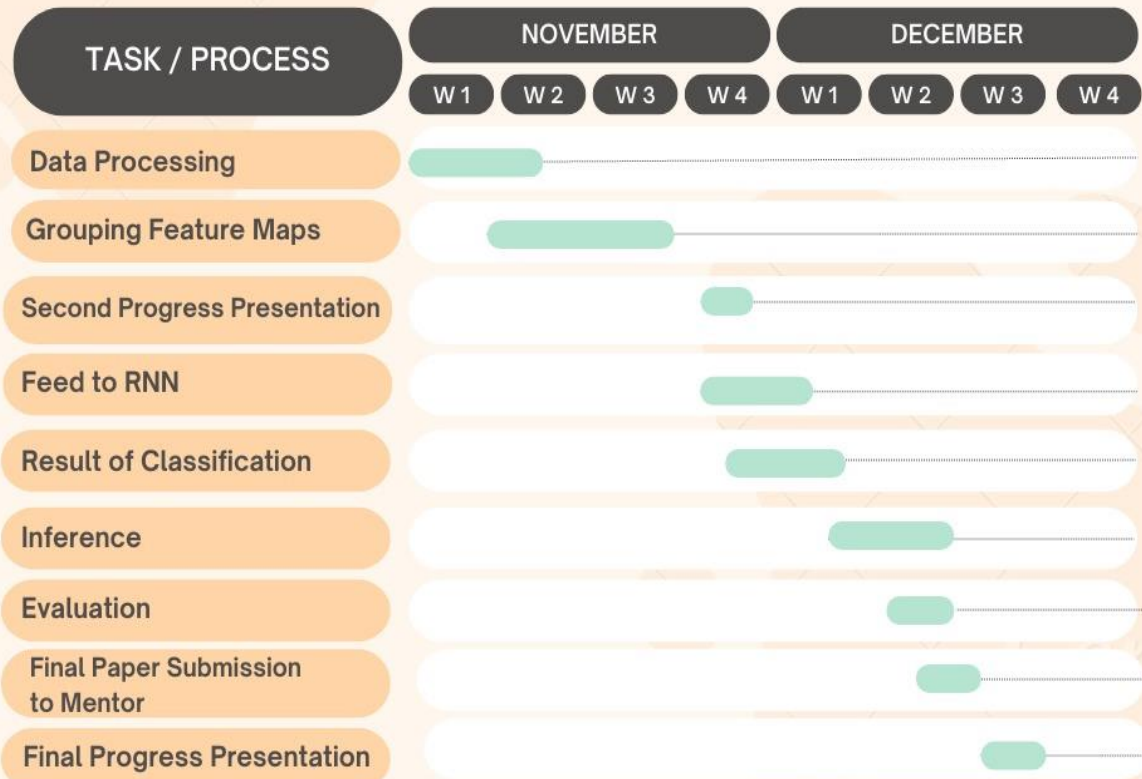 TASK / PROCESS
NOVEMBER
DECEMBER
W 1
W 2
W 3
W 4
W 1
W 2
W 3
W 4
Data Processing
Grouping Feature Maps
Second Progress Presentation
Feed to RNN
Result of Classification
Inference
Evaluation
Final Paper Submission
to Mentor
Final Progress Presentation